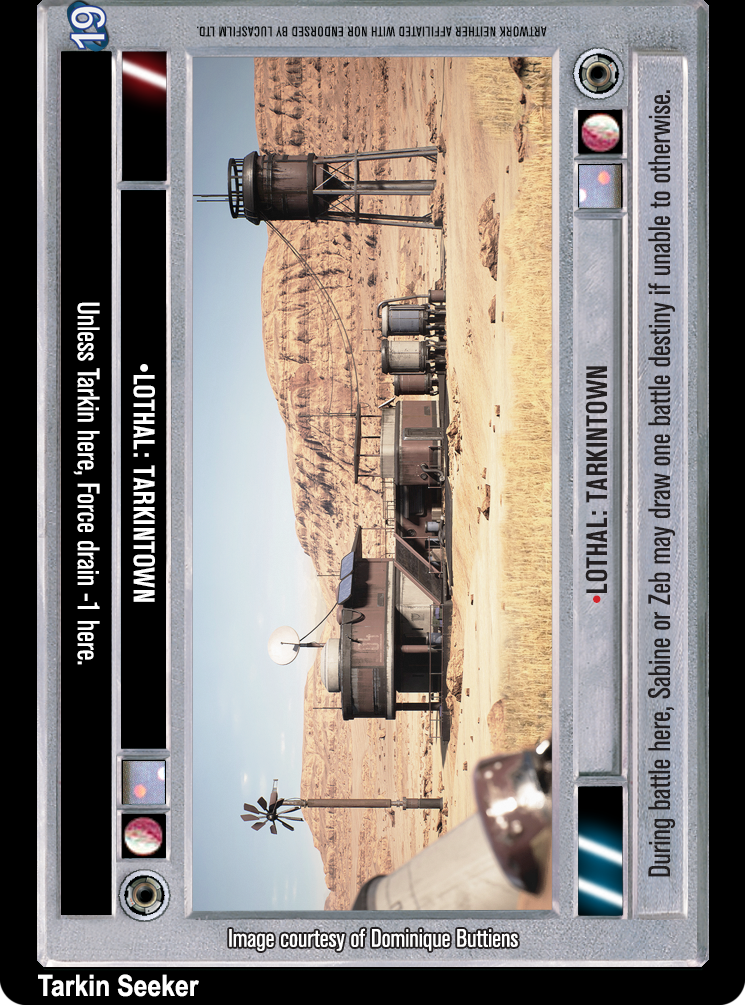 19
ARTWORK NEITHER AFFILIATED WITH NOR ENDORSED BY LUCASFILM LTD.
Unless Tarkin here, Force drain -1 here.
•LOTHAL: TARKINTOWN
•LOTHAL: TARKINTOWN
During battle here, Sabine or Zeb may draw one battle destiny if unable to otherwise.
Image courtesy of Dominique Buttiens
Tarkin Seeker